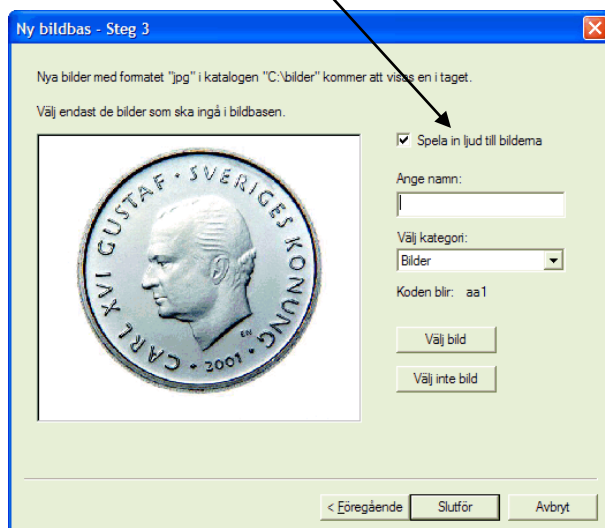 Ny bildbas - Steg 3
Nya bilder med formatet "jpg" i katalogen "C:\bilder" kommer att visas en i taget.
Välj endast de bilder som ska ingå i bildbasen.
CARL XVI GUSTAF · SVERIGES KONUNG
EN
· 2001 ·
Spela in ljud till bilderna
Ange namn:
Välj kategori:
Bilder
Koden blir: aa1
Välj bild
Välj inte bild
< Föregående
Slutför
Avbryt